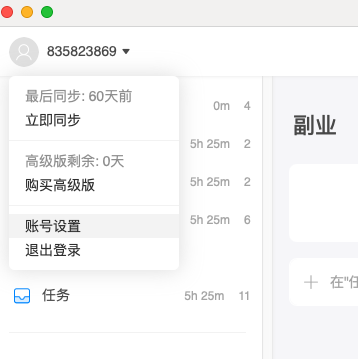 835823869
最后同步: 60天前
立即同步
高级版剩余: 0天
购买高级版
账号设置
退出登录
0m 4
5h 25m 2
5h 25m 2
5h 25m 6
任务 5h 25m 11
副业
在"任